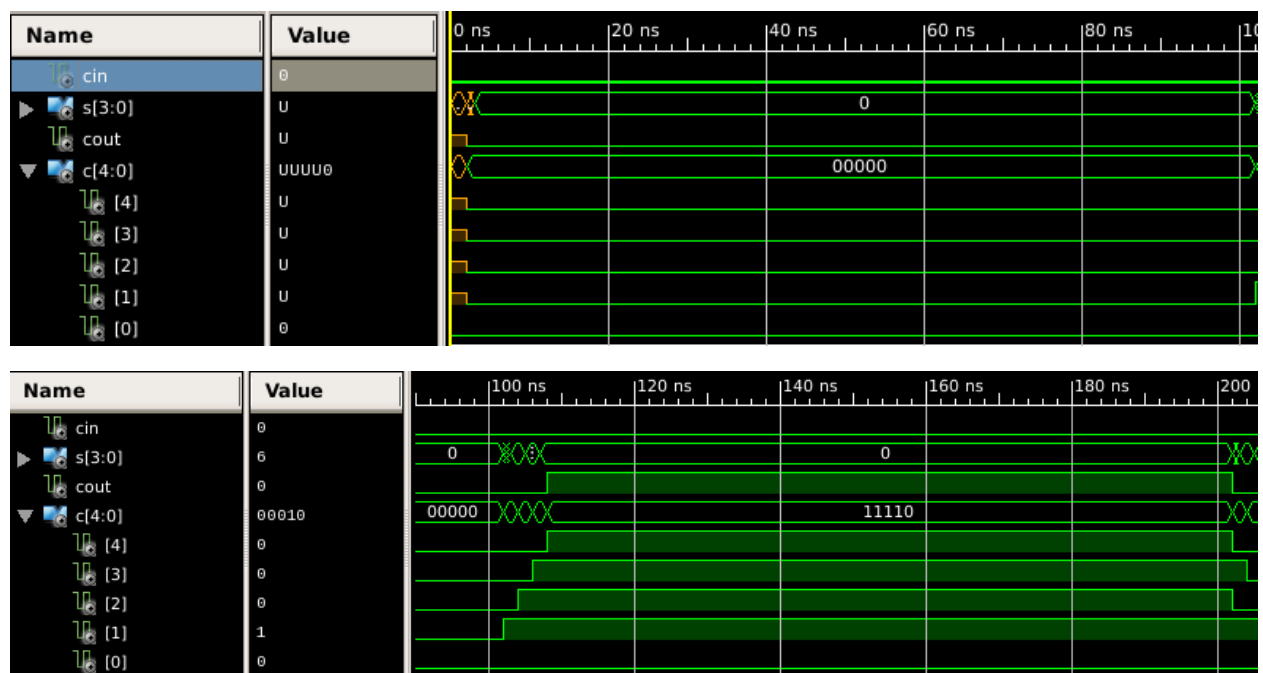 Name Value 0 ns 20 ns 40 ns 60 ns 80 ns 10
cin 0
s[3:0] U 0
cout U
c[4:0] UUUU0 00000
[4] U
[3] U
[2] U
[1] U
[0] 0
Name Value 100 ns 120 ns 140 ns 160 ns 180 ns 200
cin 0
s[3:0] 6 0 0
cout 0
c[4:0] 00010 00000 11110
[4] 0
[3] 0
[2] 0
[1] 1
[0] 0